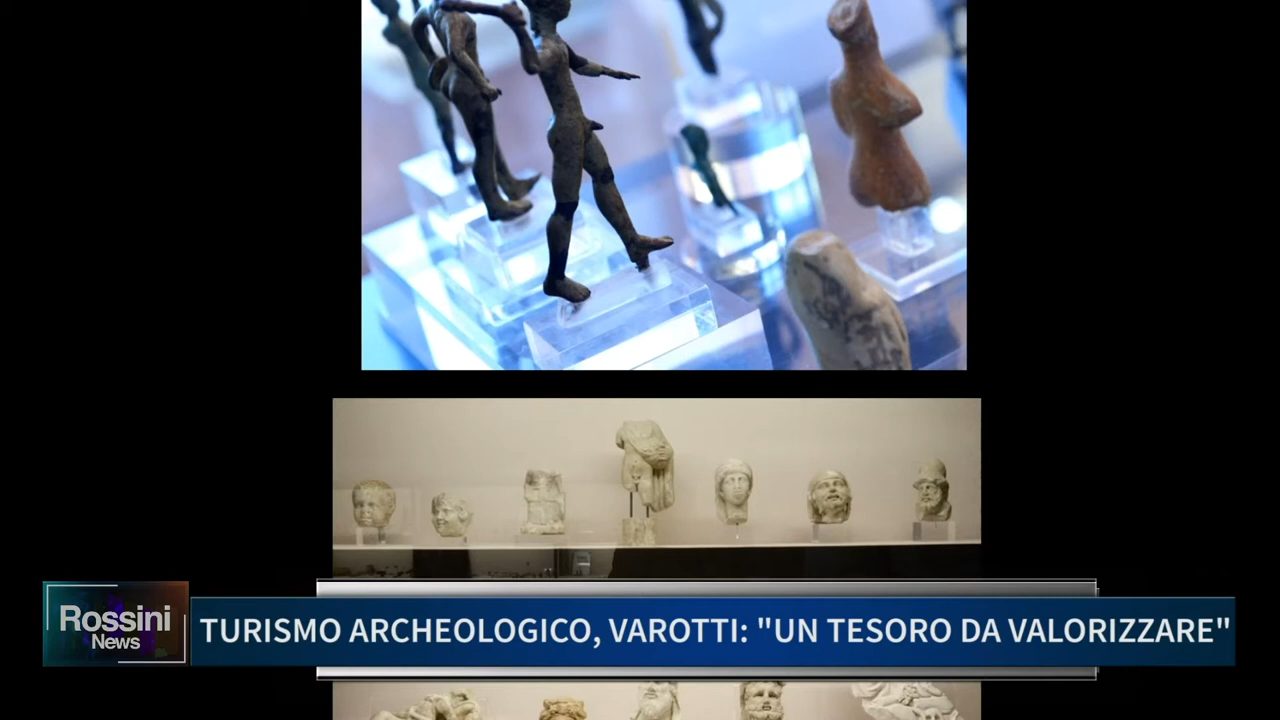 Rossini
News
TURISMO ARCHEOLOGICO, VAROTTI: "UN TESORO DA VALORIZZARE"